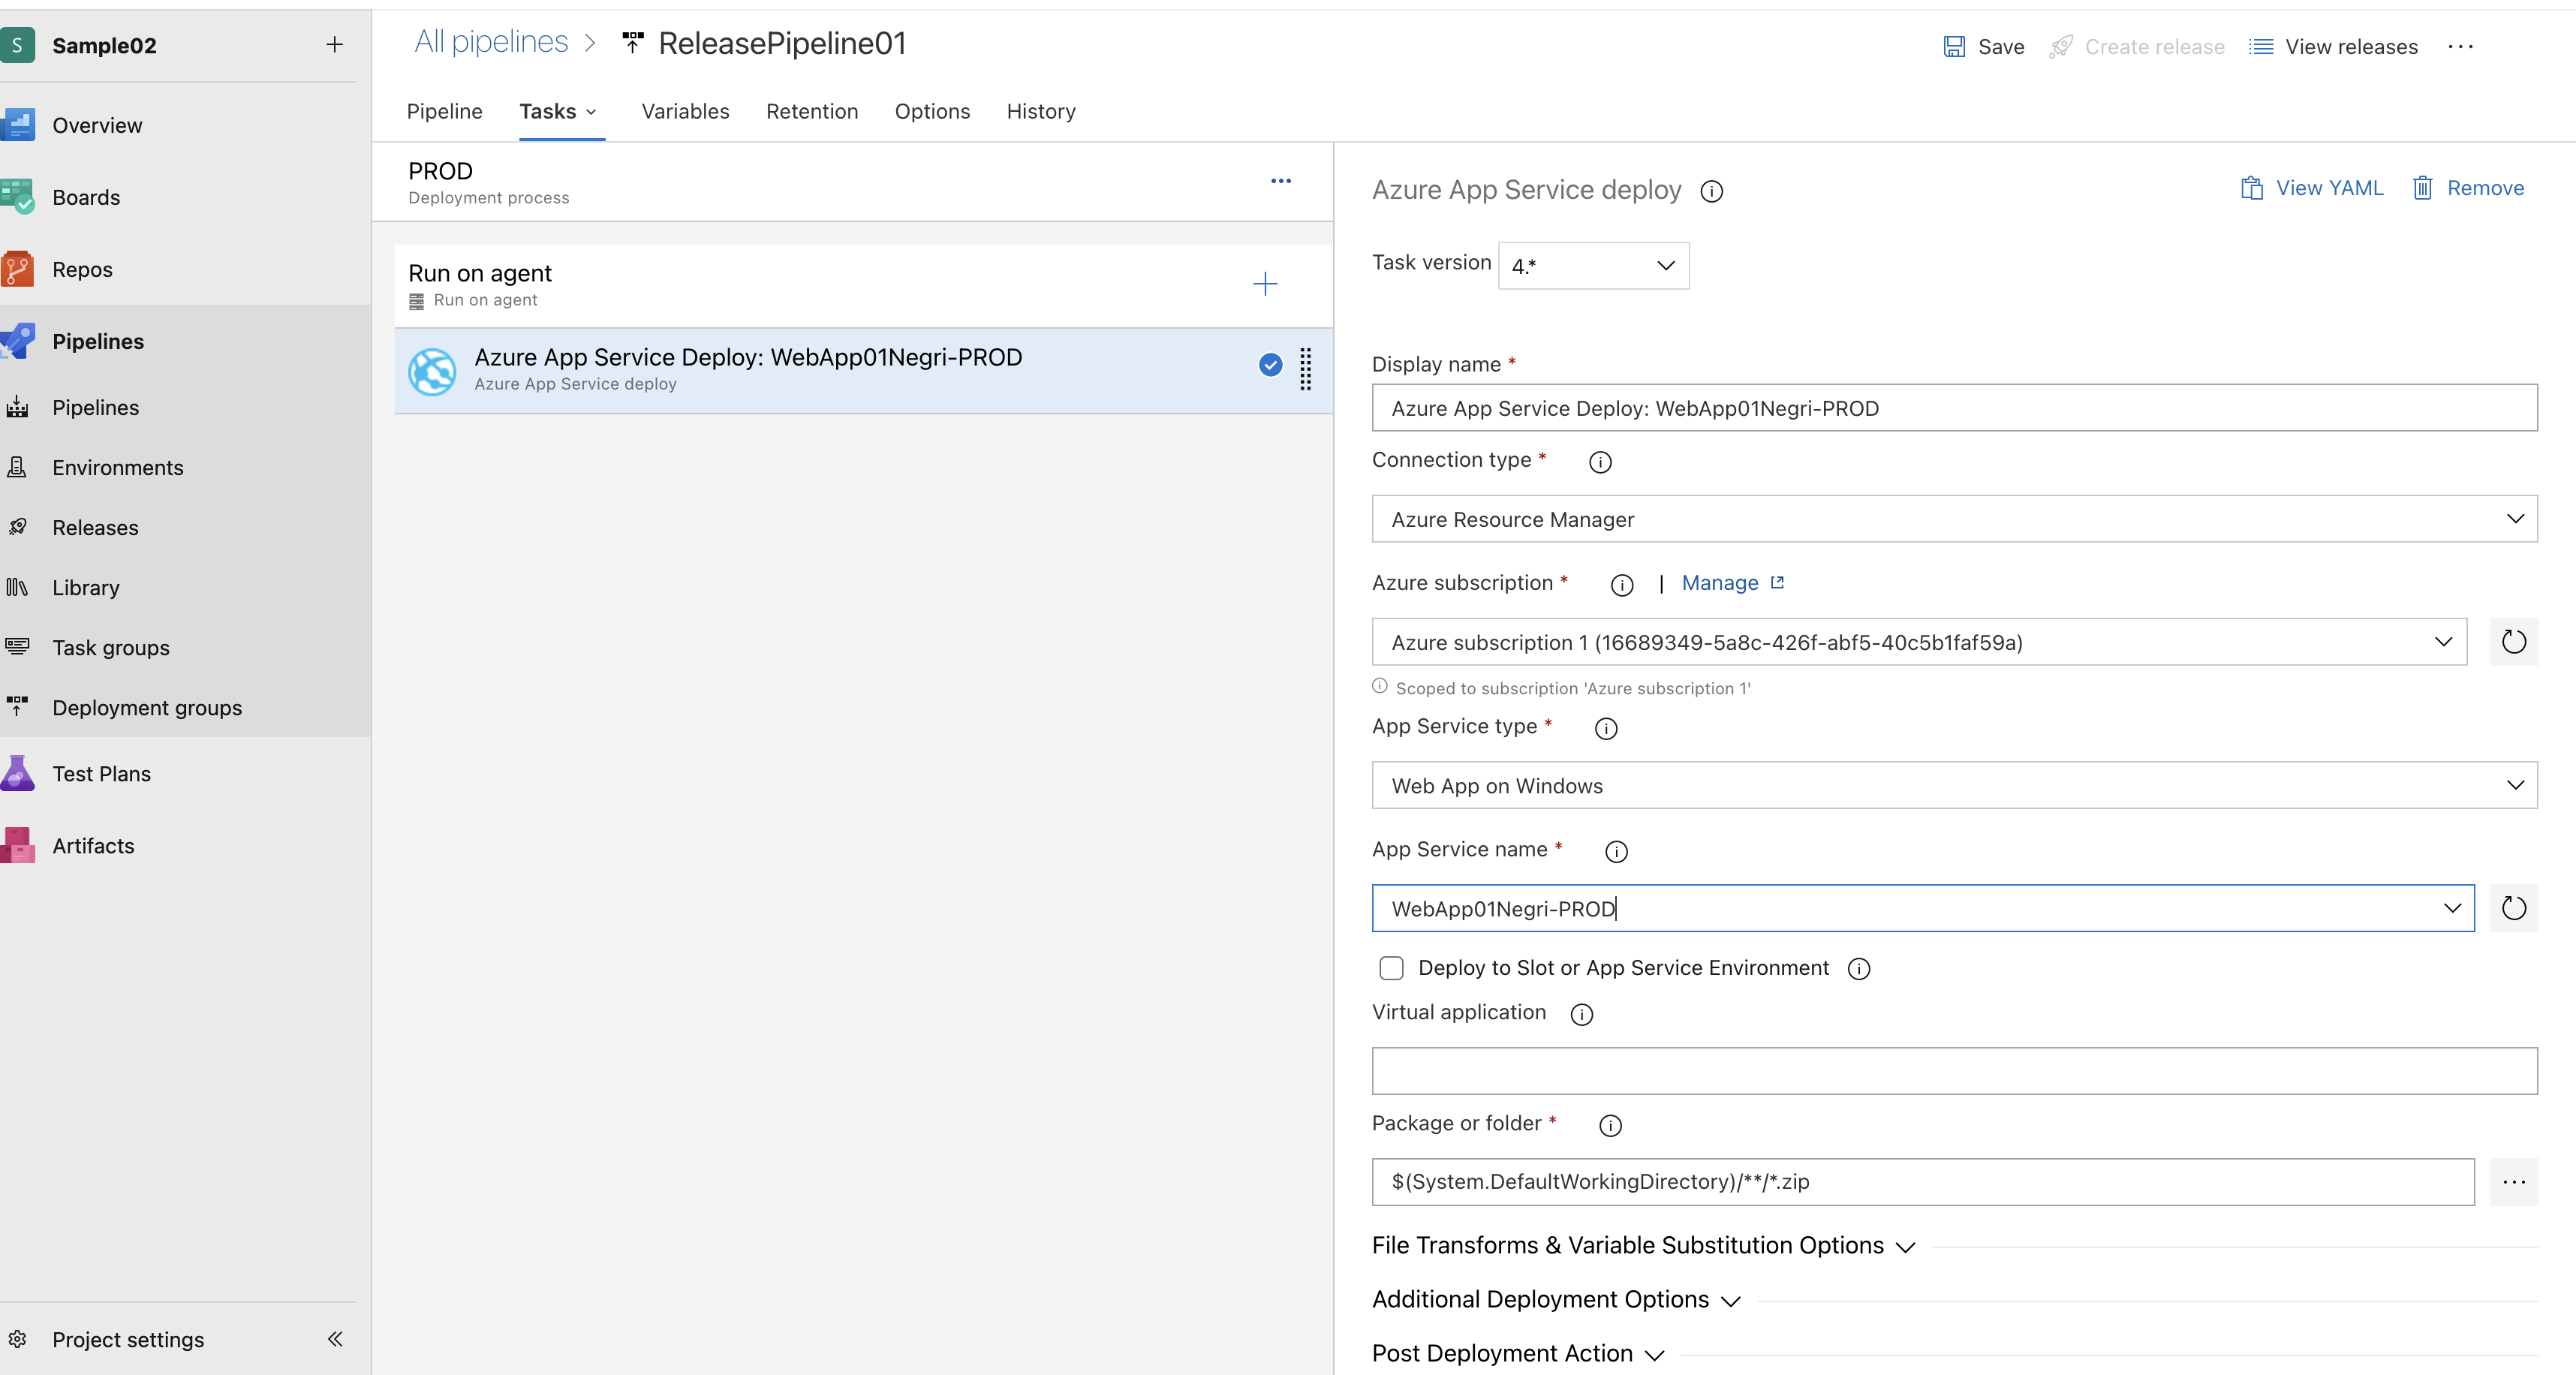 S Sample02
Overview
Boards
Repos
Pipelines
Pipelines
Environments
Releases
Library
Task groups
Deployment groups
Test Plans
Artifacts
Project settings
All pipelines > ReleasePipeline01
Save Create release View releases ...
Pipeline Tasks Variables Retention Options History
PROD
Deployment process
Run on agent
Run on agent
Azure App Service Deploy: WebApp01Negri-PROD
Azure App Service deploy
Azure App Service deploy
View YAML Remove
Task version 4.*
Display name *
Azure App Service Deploy: WebApp01Negri-PROD
Connection type *
Azure Resource Manager
Azure subscription * | Manage
Azure subscription 1 (16689349-5a8c-426f-abf5-40c5b1faf59a)
Scoped to subscription 'Azure subscription 1'
App Service type *
Web App on Windows
App Service name *
WebApp01Negri-PROD
Deploy to Slot or App Service Environment
Virtual application
Package or folder *
$(System.DefaultWorkingDirectory)/**/*.zip
File Transforms & Variable Substitution Options
Additional Deployment Options
Post Deployment Action